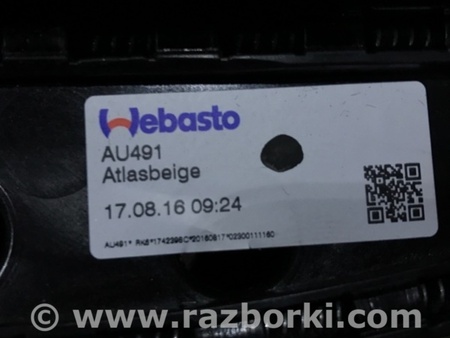 Webasto
AU491
Atlasbeige
17.08.16 09:24
© www.razborki.com